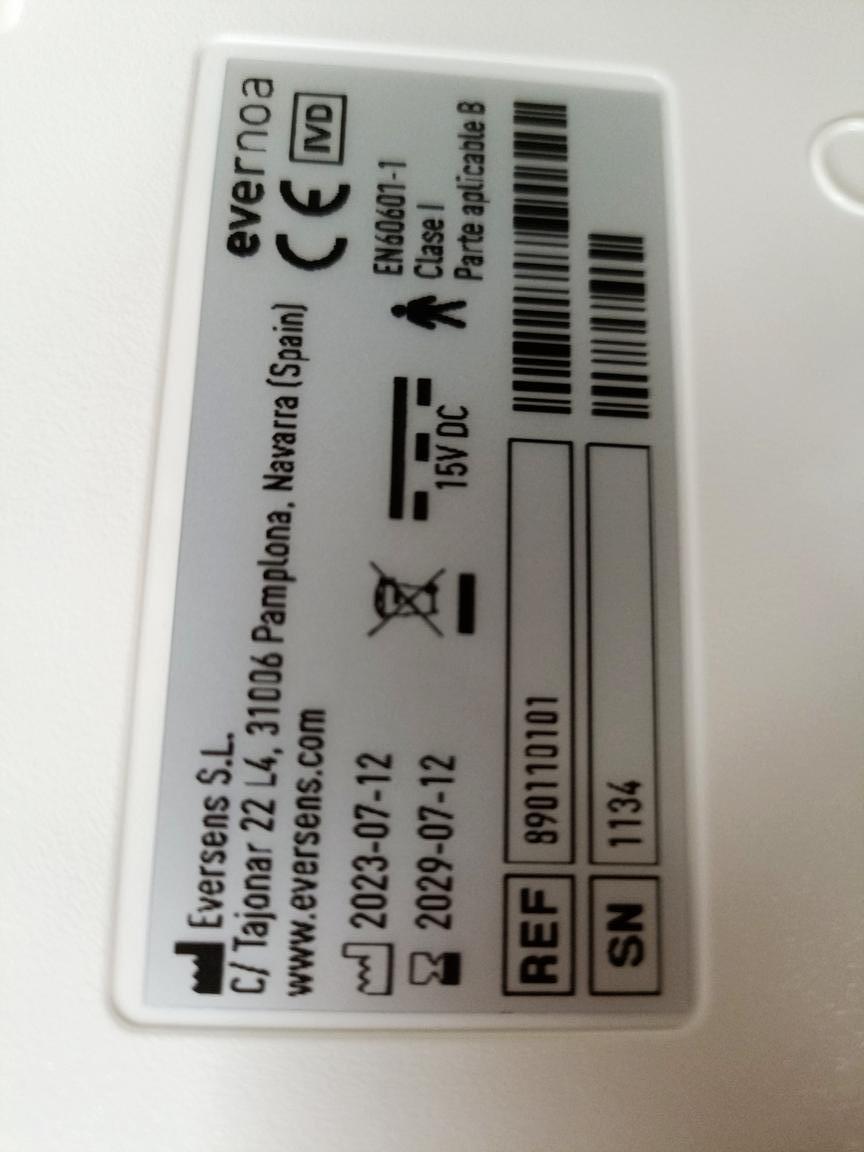 Eversens S.L.
C/ Tajonar 22 L4, 31006 Pamplona, Navarra (Spain)
www.eversens.com
evernoa
CE IVD
2023-07-12
2029-07-12
15V DC
EN60601-1
Clase I
Parte aplicable B
REF 890110101
SN 1134